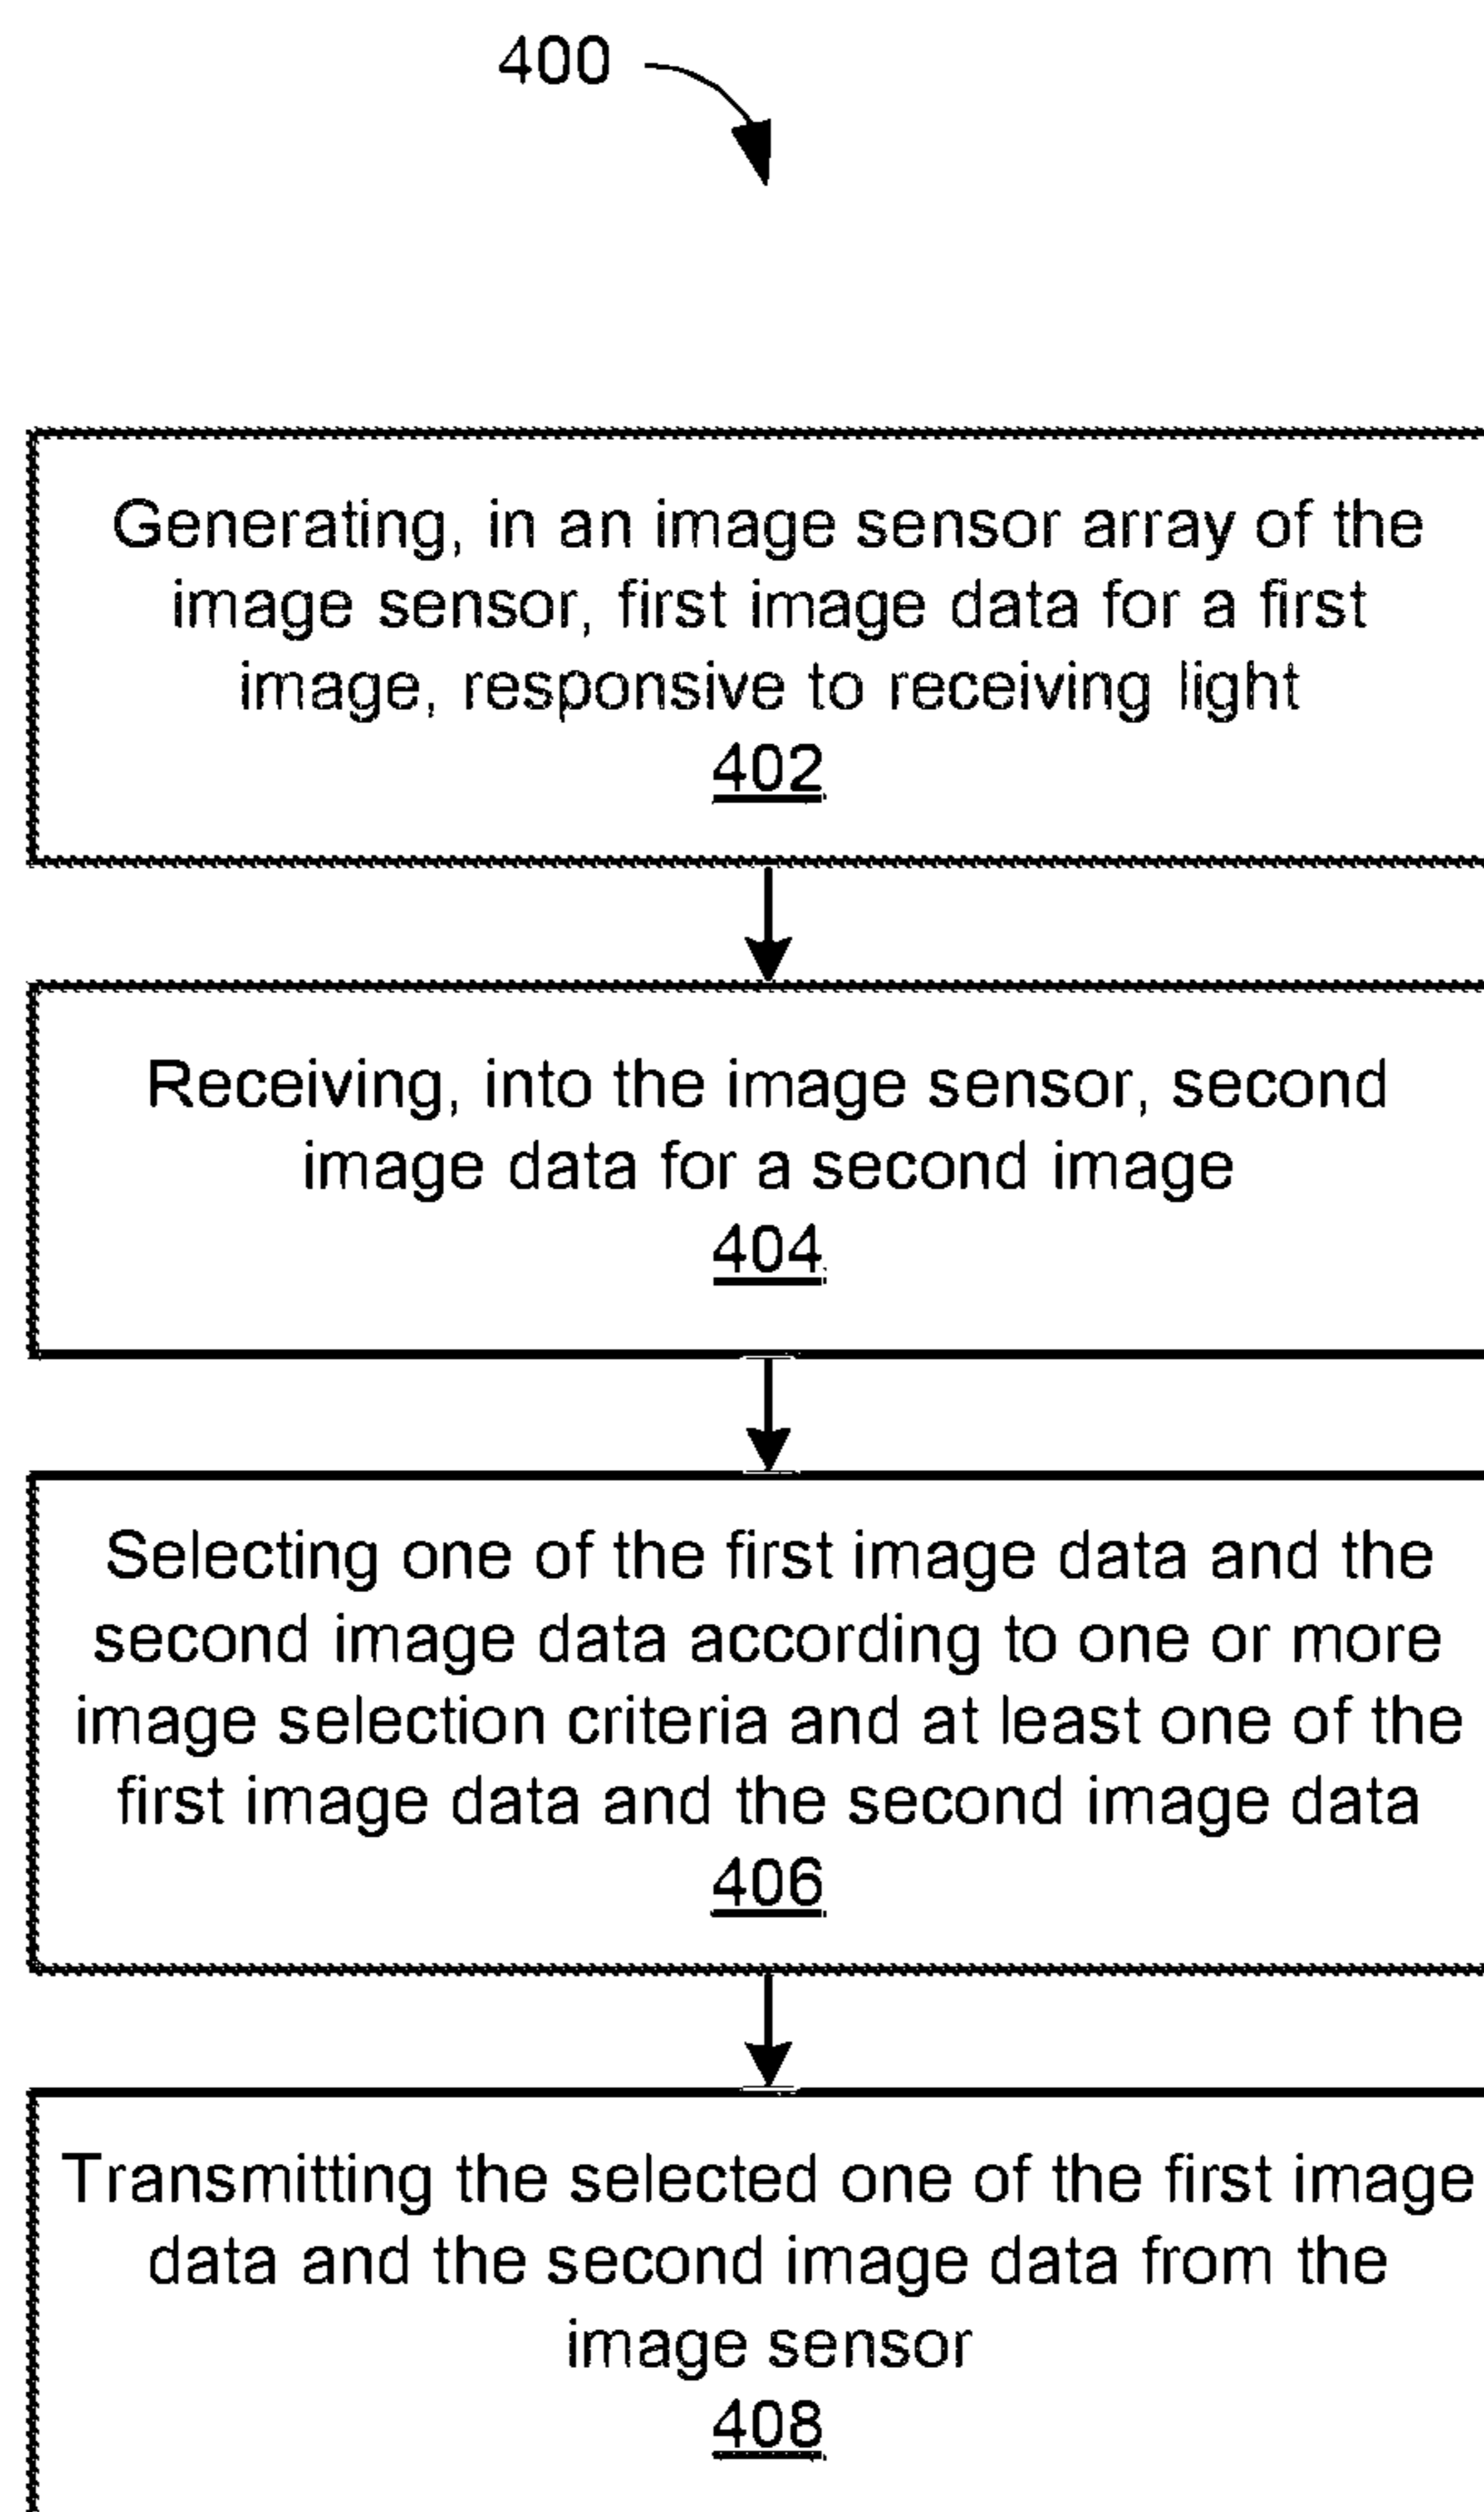 400
Generating, in an image sensor array of the
image sensor, first image data for a first
image, responsive to receiving light
402
Receiving, into the image sensor, second
image data for a second image
404
Selecting one of the first image data and the
second image data according to one or more
image selection criteria and at least one of the
first image data and the second image data
406
Transmitting the selected one of the first image
data and the second image data from the
image sensor
408